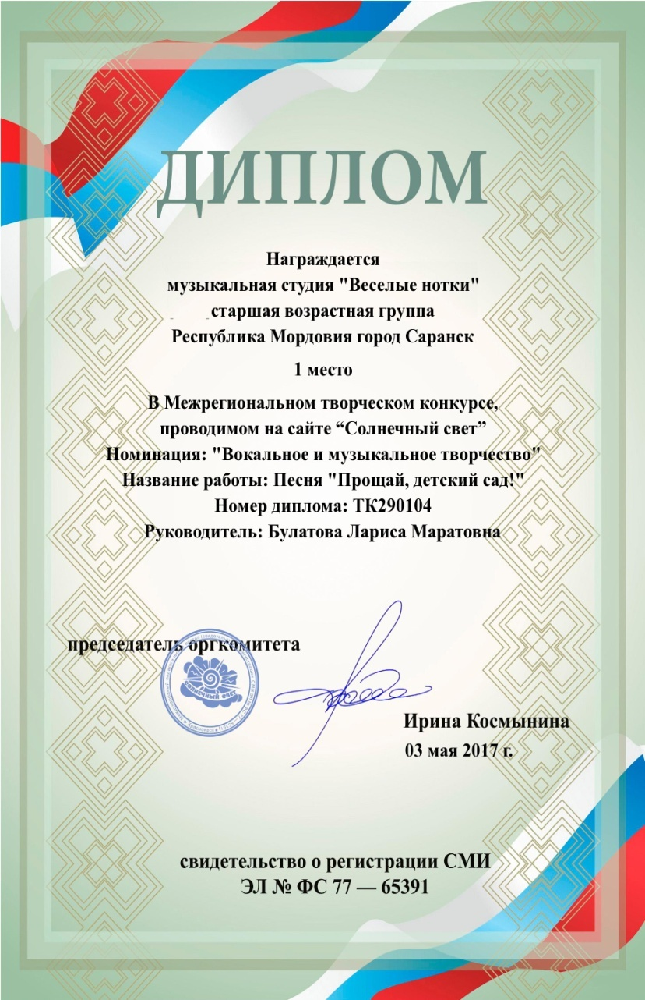 ДИПЛОМ
Награждается
музыкальная студия "Веселые нотки"
старшая возрастная группа
Республика Мордовия город Саранск
1 место
В Межрегиональном творческом конкурсе,
проводимом на сайте “Солнечный свет”
Номинация: "Вокальное и музыкальное творчество"
Название работы: Песня "Прощай, детский сад!"
Номер диплома: ТК290104
Руководитель: Булатова Лариса Маратовна
председатель оргкомитета
СОЛНЕЧНЫЙ СВЕТ
Ирина Космынина
03 мая 2017 г.
свидетельство о регистрации СМИ
ЭЛ № ФС 77 — 65391